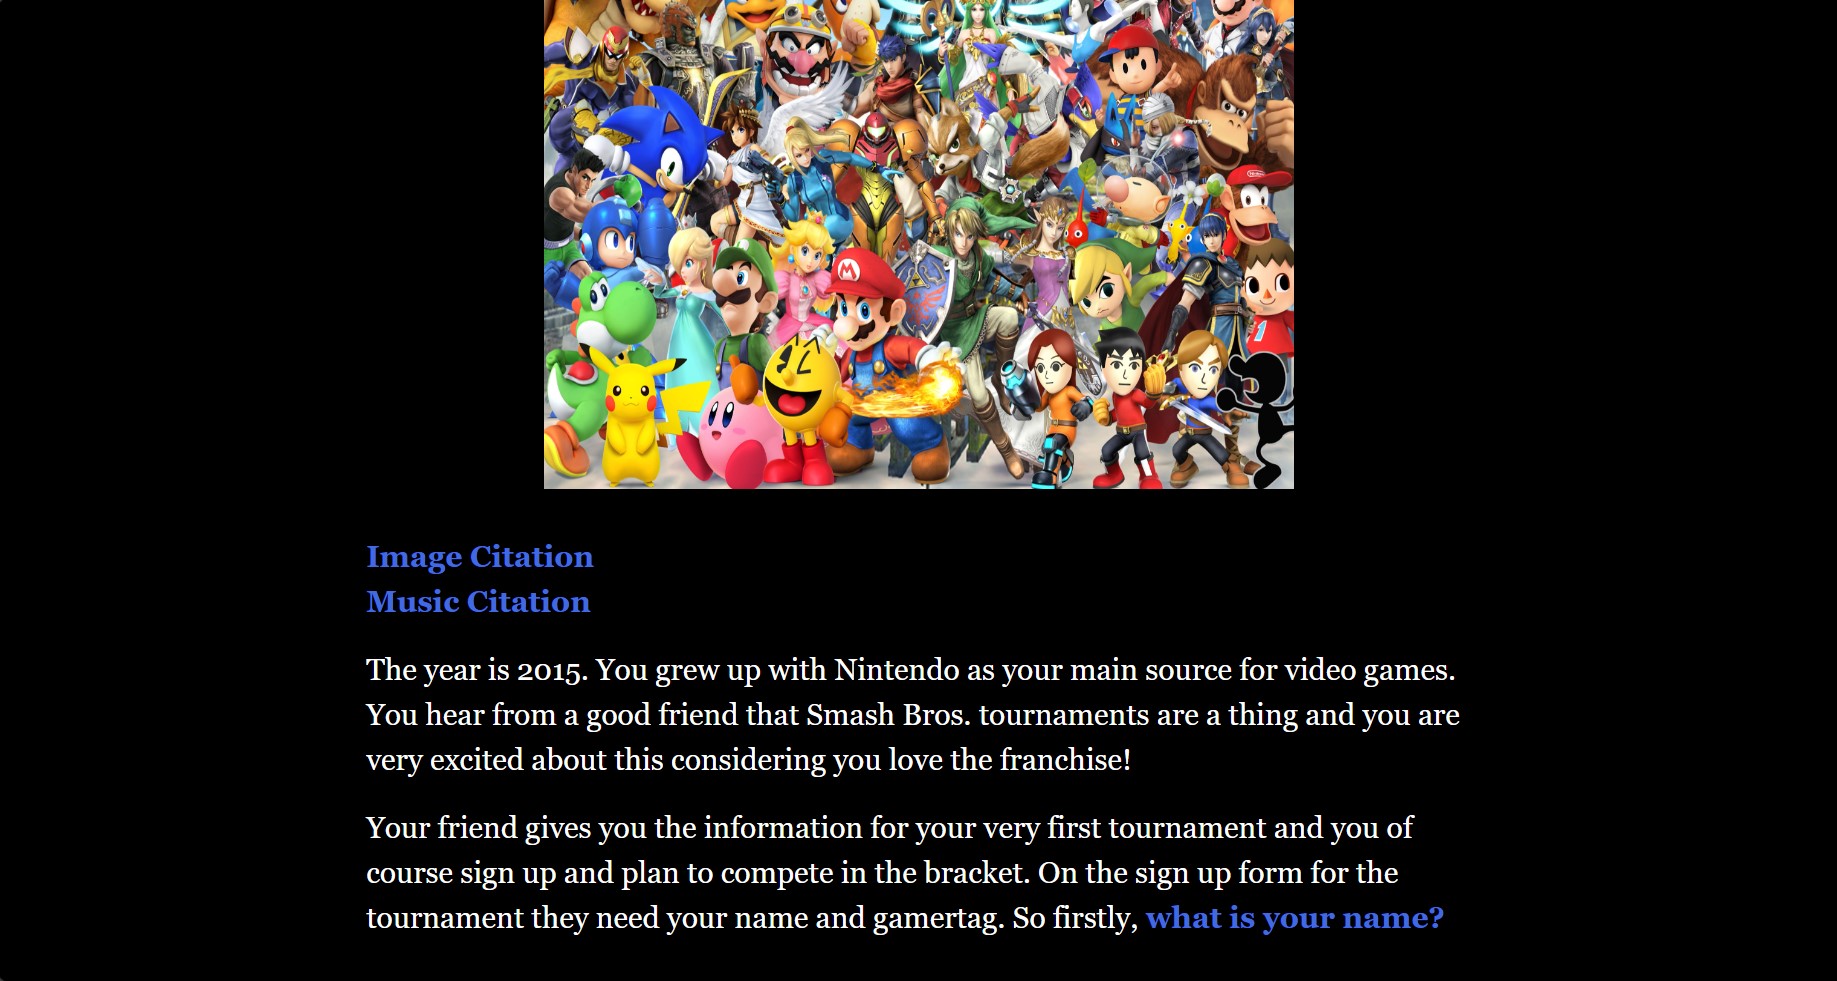 Image Citation
Music Citation
The year is 2015. You grew up with Nintendo as your main source for video games.
You hear from a good friend that Smash Bros. tournaments are a thing and you are
very excited about this considering you love the franchise!
Your friend gives you the information for your very first tournament and you of
course sign up and plan to compete in the bracket. On the sign up form for the
tournament they need your name and gamertag. So firstly, what is your name?